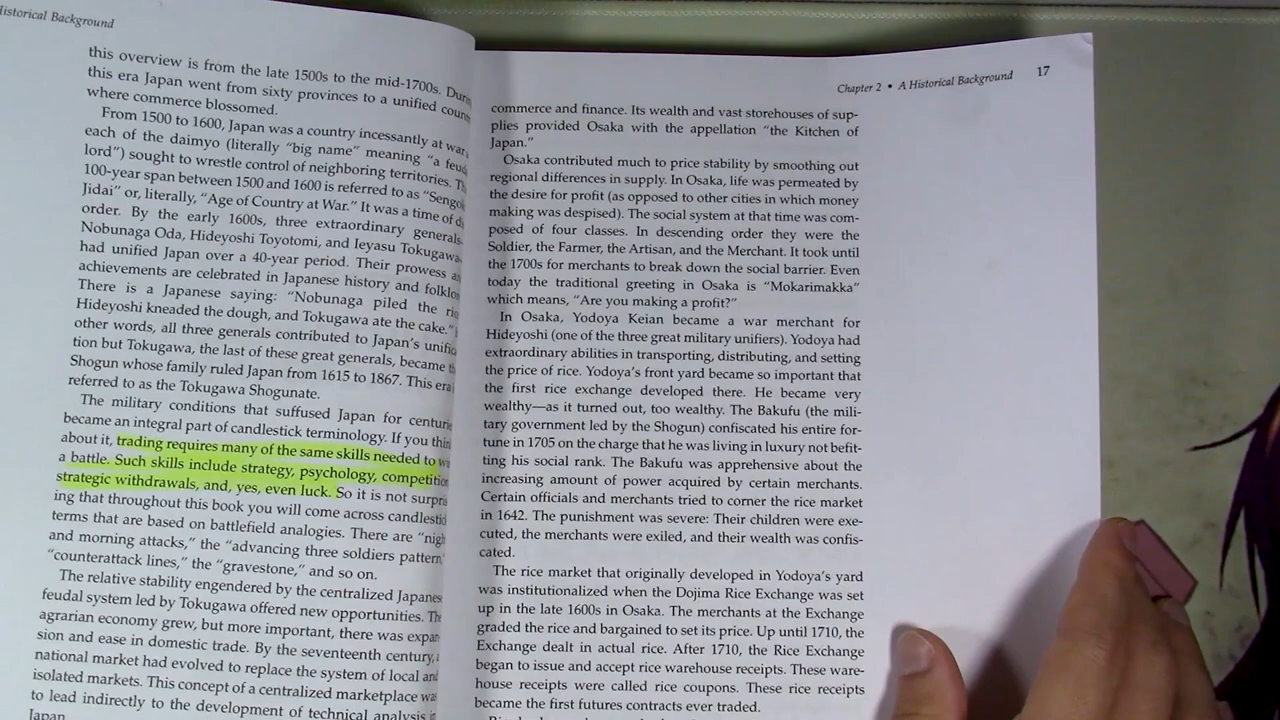 Historical Background
this overview is from the late 1500s to the mid-1700s.
this era Japan went from sixty provinces to a unified
where commerce blossomed.
From 1500 to 1600, Japan was a country incessantly at war
each of the daimyo (literally “big name” meaning “a
lord”) sought to wrestle control of neighboring territories.
100-year span between 1500 and 1600 is referred to as
Jidai” or, literally, “Age of Country at War.” It was a time of
order. By the early 1600s, three extraordinary generals
Nobunaga Oda, Hideyoshi Toyotomi, and Ieyasu Tokugawa
had unified Japan over a 40-year period. Their prowess
achievements are celebrated in Japanese history and
There is a Japanese saying: “Nobunaga piled the
Hideyoshi kneaded the dough, and Tokugawa ate the cake.”
other words, all three generals contributed to Japan's
tion but Tokugawa, the last of these great generals, became
Shogun whose family ruled Japan from 1615 to 1867. This era
referred to as the Tokugawa Shogunate.
The military conditions that suffused Japan for
became an integral part of candlestick terminology. If you
about it, trading requires many of the same skills needed to
a battle. Such skills include strategy, psychology,
strategic withdrawals, and, yes, even luck. So it is not
ing that throughout this book you will come across
terms that are based on battlefield analogies. There are
and morning attacks,” the “advancing three soldiers pattern,”
“counterattack lines,” the “gravestone,” and so on.
The relative stability engendered by the centralized Japanese
feudal system led by Tokugawa offered new opportunities.
agrarian economy grew, but more important, there was
sion and ease in domestic trade. By the seventeenth century,
national market had evolved to replace the system of local
isolated markets. This concept of a centralized marketplace
to lead indirectly to the development of technical analysis
Japan.
Chapter 2 ▪ A Historical Background 17
commerce and finance. Its wealth and vast storehouses of sup-
plies provided Osaka with the appellation “the Kitchen of
Japan.”
Osaka contributed much to price stability by smoothing out
regional differences in supply. In Osaka, life was permeated by
the desire for profit (as opposed to other cities in which money
making was despised). The social system at that time was com-
posed of four classes. In descending order they were the
Soldier, the Farmer, the Artisan, and the Merchant. It took until
the 1700s for merchants to break down the social barrier. Even
today the traditional greeting in Osaka is “Mokarimakka”
which means, “Are you making a profit?”
In Osaka, Yodoya Keian became a war merchant for
Hideyoshi (one of the three great military unifiers). Yodoya had
extraordinary abilities in transporting, distributing, and setting
the price of rice. Yodoya's front yard became so important that
the first rice exchange developed there. He became very
wealthy—as it turned out, too wealthy. The Bakufu (the mili-
tary government led by the Shogun) confiscated his entire for-
tune in 1705 on the charge that he was living in luxury not befit-
ting his social rank. The Bakufu was apprehensive about the
increasing amount of power acquired by certain merchants.
Certain officials and merchants tried to corner the rice market
in 1642. The punishment was severe: Their children were exe-
cuted, the merchants were exiled, and their wealth was confis-
cated.
The rice market that originally developed in Yodoya's yard
was institutionalized when the Dojima Rice Exchange was set
up in the late 1600s in Osaka. The merchants at the Exchange
graded the rice and bargained to set its price. Up until 1710, the
Exchange dealt in actual rice. After 1710, the Rice Exchange
began to issue and accept rice warehouse receipts. These ware-
house receipts were called rice coupons. These rice receipts
became the first futures contracts ever traded.